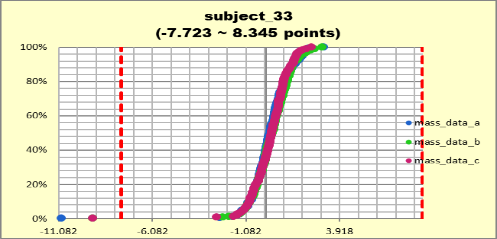 subject_33
(-7.723 ~ 8.345 points)
100%
80%
60%
40%
20%
0%
mass_data_a
mass_data_b
mass_data_c
-11.082 -6.082 -1.082 3.918